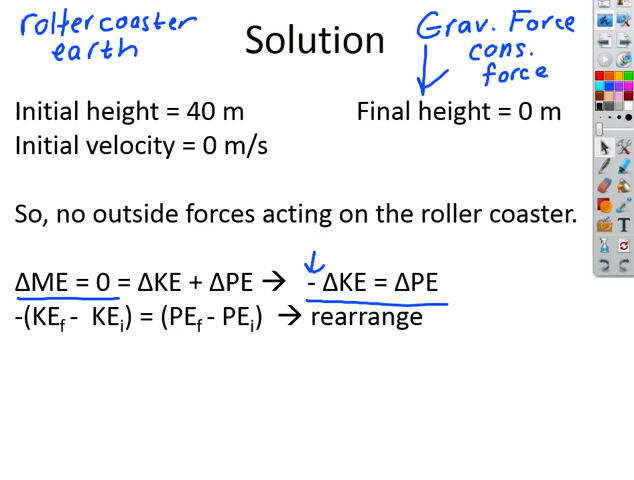 rollercoaster
earth
Solution
Grav. Force
cons.
force
Initial height = 40 m
Final height = 0 m
Initial velocity = 0 m/s
So, no outside forces acting on the roller coaster.
ΔME = 0 = ΔKE + ΔPE → - ΔKE = ΔPE
-(KEf - KEi) = (PEf - PEi) → rearrange